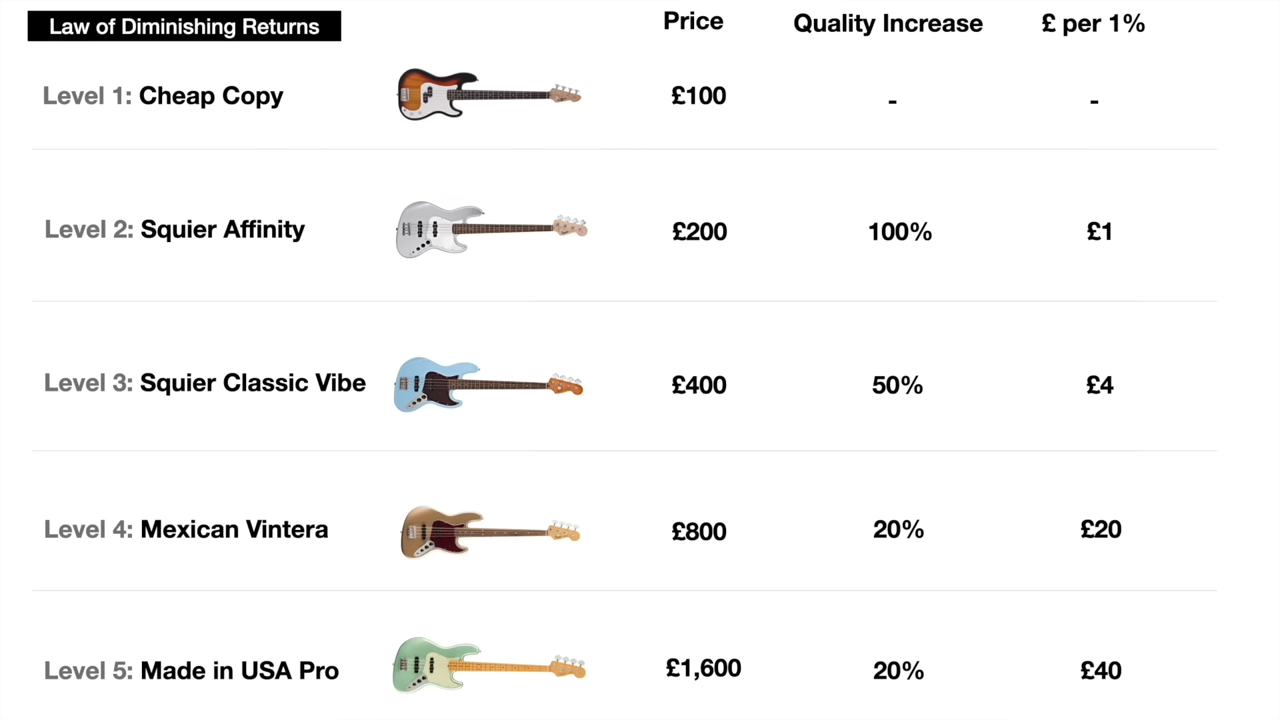 Law of Diminishing Returns Price Quality Increase £ per 1%
Level 1: Cheap Copy £100 - -
Level 2: Squier Affinity £200 100% £1
Level 3: Squier Classic Vibe £400 50% £4
Level 4: Mexican Vintera £800 20% £20
Level 5: Made in USA Pro £1,600 20% £40